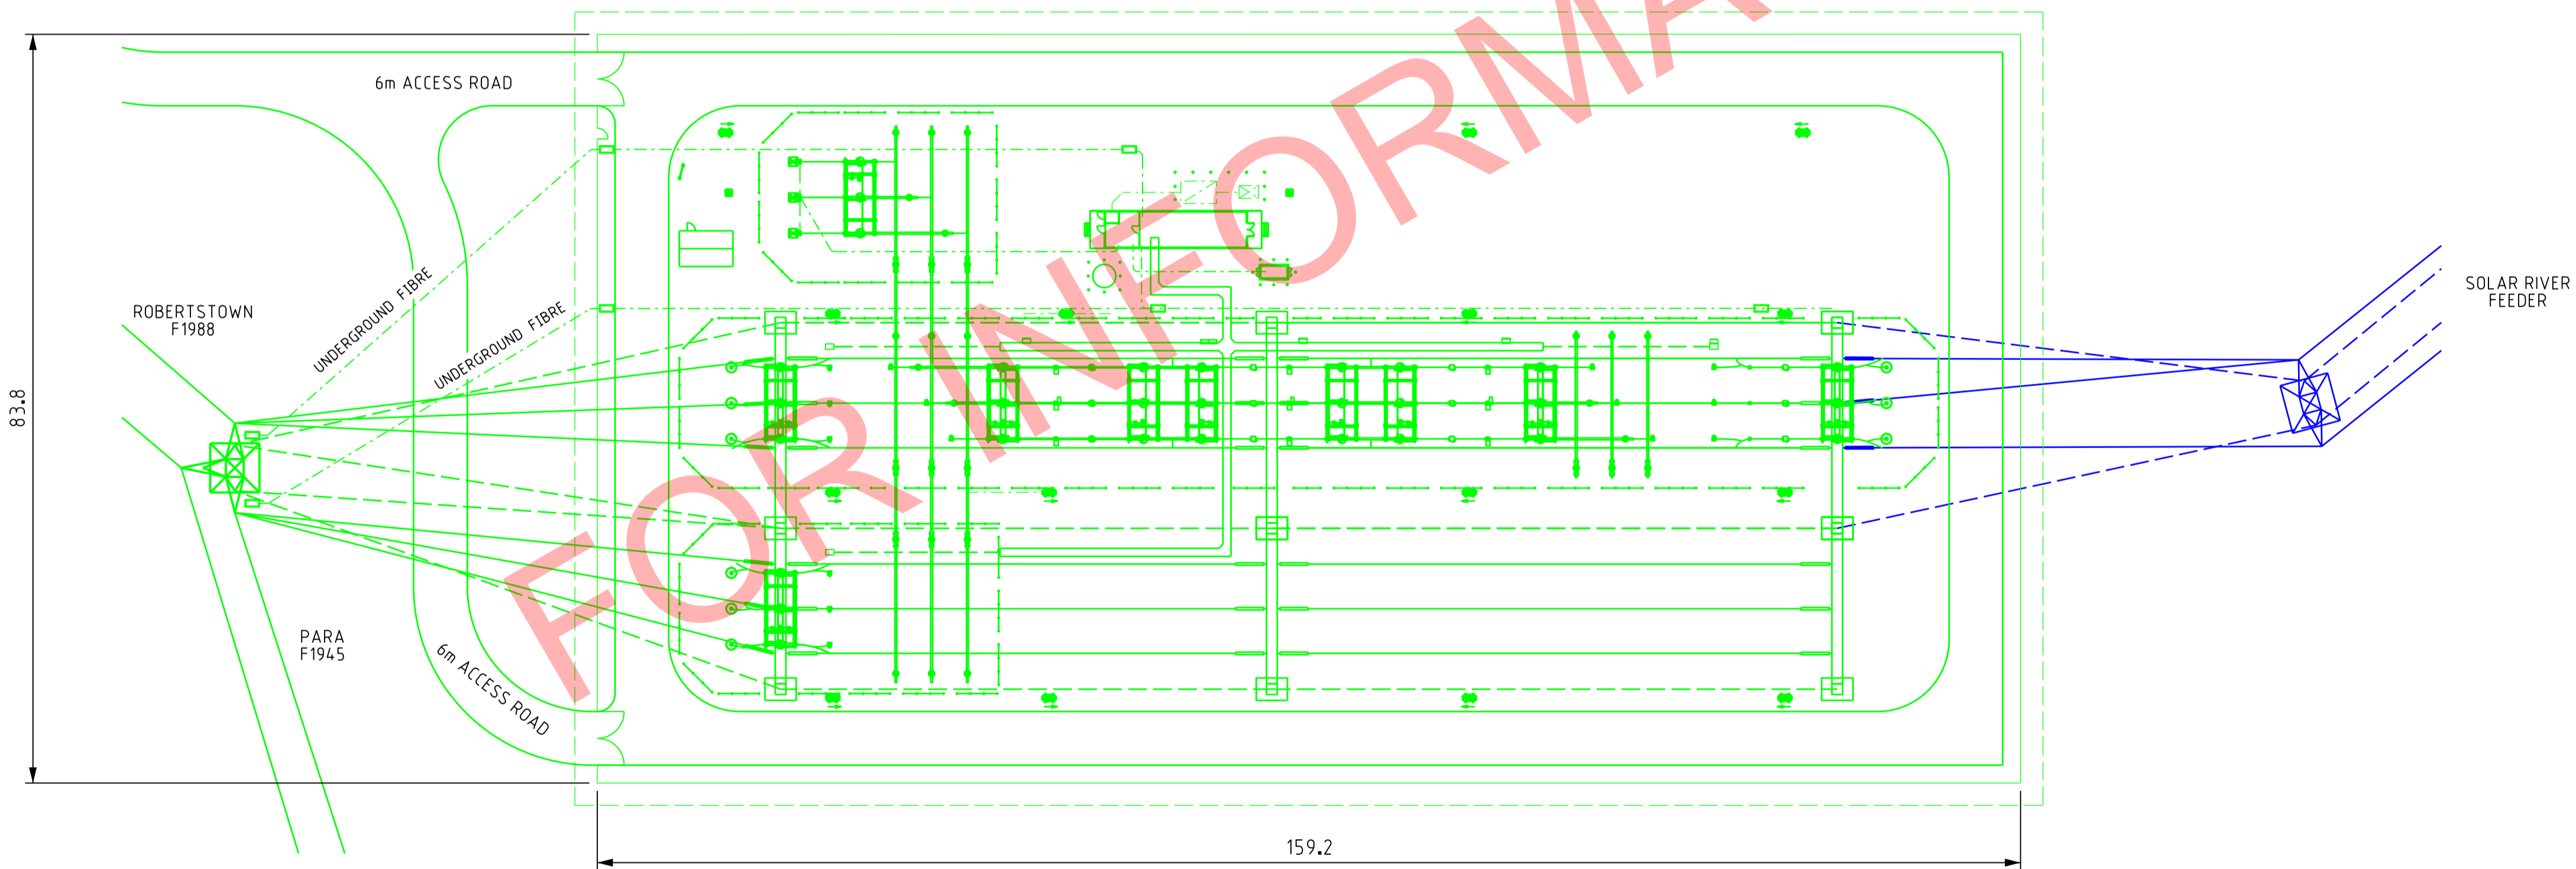 FOR INFORMA
6m ACCESS ROAD
SOLAR RIVER
FEEDER
UNDERGROUND FIBRE
ROBERTSTOWN
F1988
UNDERGROUND FIBRE
83.8
PARA
F1945
6m ACCESS ROAD
159.2